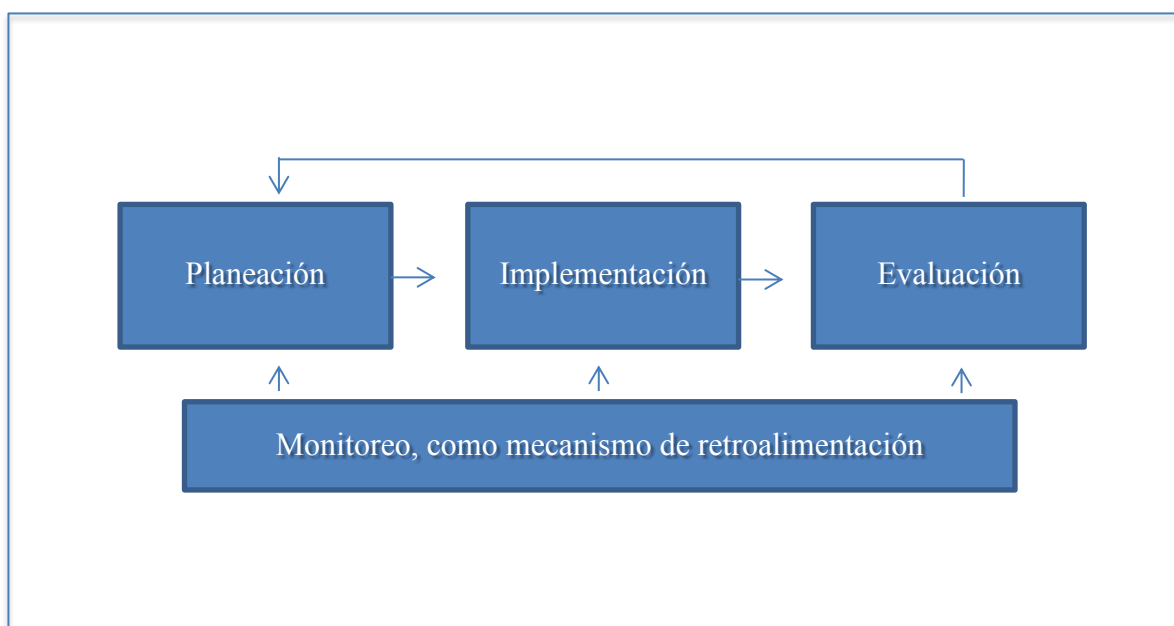 Planeación
Implementación
Evaluación
Monitoreo, como mecanismo de retroalimentación